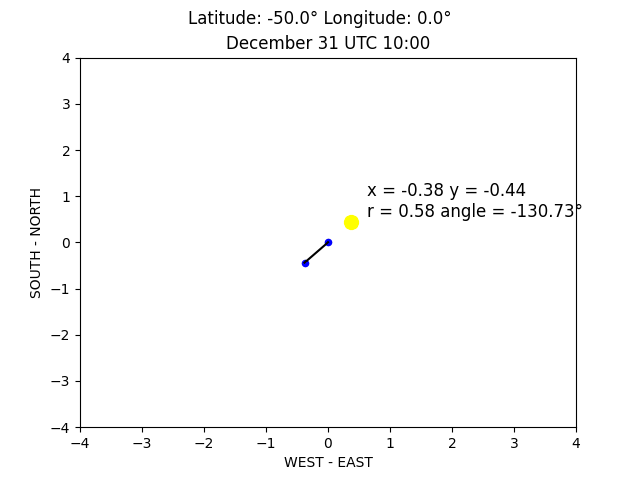 Latitude: -50.0° Longitude: 0.0°
December 31 UTC 10:00
4
3
2
1
0
−1
−2
−3
−4
SOUTH - NORTH
x = -0.38 y = -0.44
r = 0.58 angle = -130.73°
−4 −3 −2 −1 0 1 2 3 4
WEST - EAST